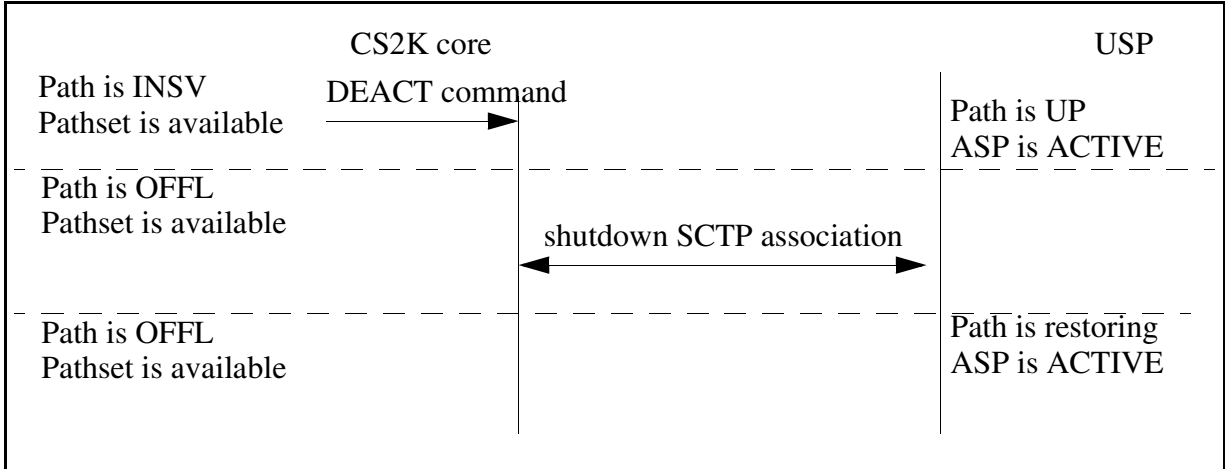 CS2K core
USP
Path is INSV
Pathset is available
DEACT command
Path is UP
ASP is ACTIVE
Path is OFFL
Pathset is available
shutdown SCTP association
Path is OFFL
Pathset is available
Path is restoring
ASP is ACTIVE